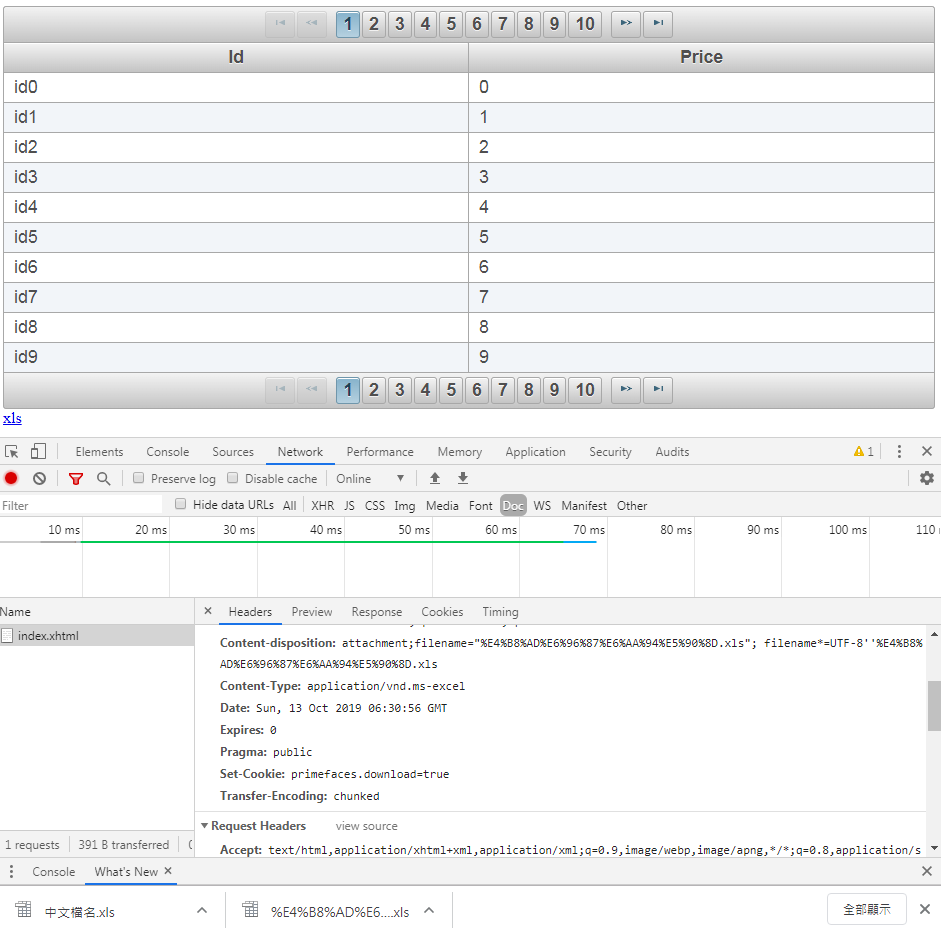 1 2 3 4 5 6 7 8 9 10
Id Price
id0 0
id1 1
id2 2
id3 3
id4 4
id5 5
id6 6
id7 7
id8 8
id9 9
1 2 3 4 5 6 7 8 9 10
xls
Elements Console Sources Network Performance Memory Application Security Audits 1
Preserve log Disable cache Online
Filter Hide data URLs All XHR JS CSS Img Media Font Doc WS Manifest Other
10 ms 20 ms 30 ms 40 ms 50 ms 60 ms 70 ms 80 ms 90 ms 100 ms 110
Name
Headers Preview Response Cookies Timing
index.xhtml
Content-disposition: attachment;filename="%E4%B8%AD%E6%96%87%E6%AA%94%E5%90%8D.xls"; filename*=UTF-8''%E4%B8%
AD%E6%96%87%E6%AA%94%E5%90%8D.xls
Content-Type: application/vnd.ms-excel
Date: Sun, 13 Oct 2019 06:30:56 GMT
Expires: 0
Pragma: public
Set-Cookie: primefaces.download=true
Transfer-Encoding: chunked
Request Headers view source
Accept: text/html,application/xhtml+xml,application/xml;q=0.9,image/webp,image/apng,*/*;q=0.8,application/s
1 requests 391 B transferred
Console What's New
中文檔名.xls %E4%B8%AD%E6....xls 全部顯示